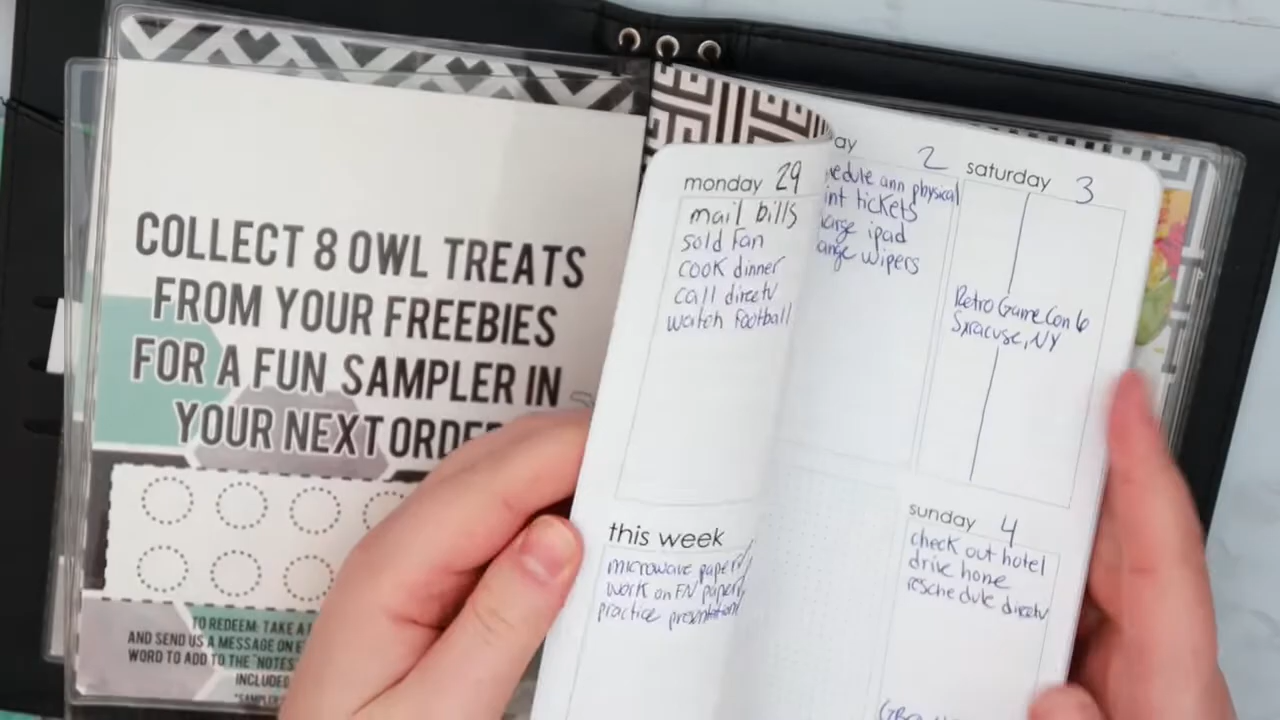 COLLECT 8 OWL TREATS
FROM YOUR FREEBIES
FOR A FUN SAMPLER IN
YOUR NEXT
TO REDEEM: TAKE A
AND SEND US A MESSAGE ON
WORD TO ADD TO THE "NOTES"
INCLUDED
monday 29
mail bills
sold Fan
cook dinner
call directv
watch football
this week
microwave paper
work on FN paper
practice presentation
2
ann physical
tickets
ipad
wipers
saturday 3
Retro Game Con 6
Syracuse, NY
sunday 4
check out hotel
drive home
reschedule directv